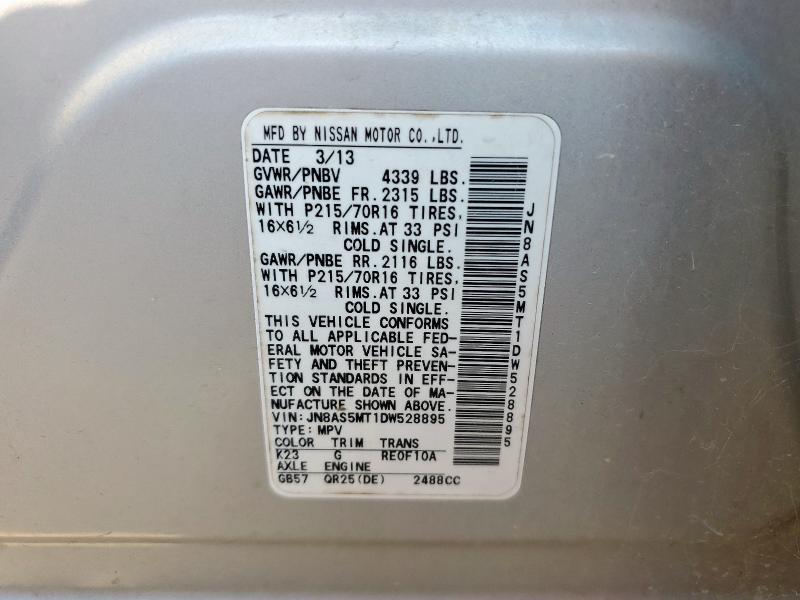 MFD BY NISSAN MOTOR CO.,LTD.
DATE 3/13
GVWR/PNBV 4339 LBS.
GAWR/PNBE FR. 2315 LBS.
WITH P215/70R16 TIRES,
16×6½ RIMS.AT 33 PSI
COLD SINGLE.
GAWR/PNBE RR. 2116 LBS.
WITH P215/70R16 TIRES,
16×6½ RIMS.AT 33 PSI
COLD SINGLE.
THIS VEHICLE CONFORMS
TO ALL APPLICABLE FED-
ERAL MOTOR VEHICLE SA-
FETY AND THEFT PREVEN-
TION STANDARDS IN EFF-
ECT ON THE DATE OF MA-
NUFACTURE SHOWN ABOVE.
VIN:JN8AS5MT1DW528895
TYPE:MPV
COLOR TRIM TRANS
K23 G RE0F10A
AXLE ENGINE
GB57 QR25(DE) 2488CC
JN8AS5MT1DW528895